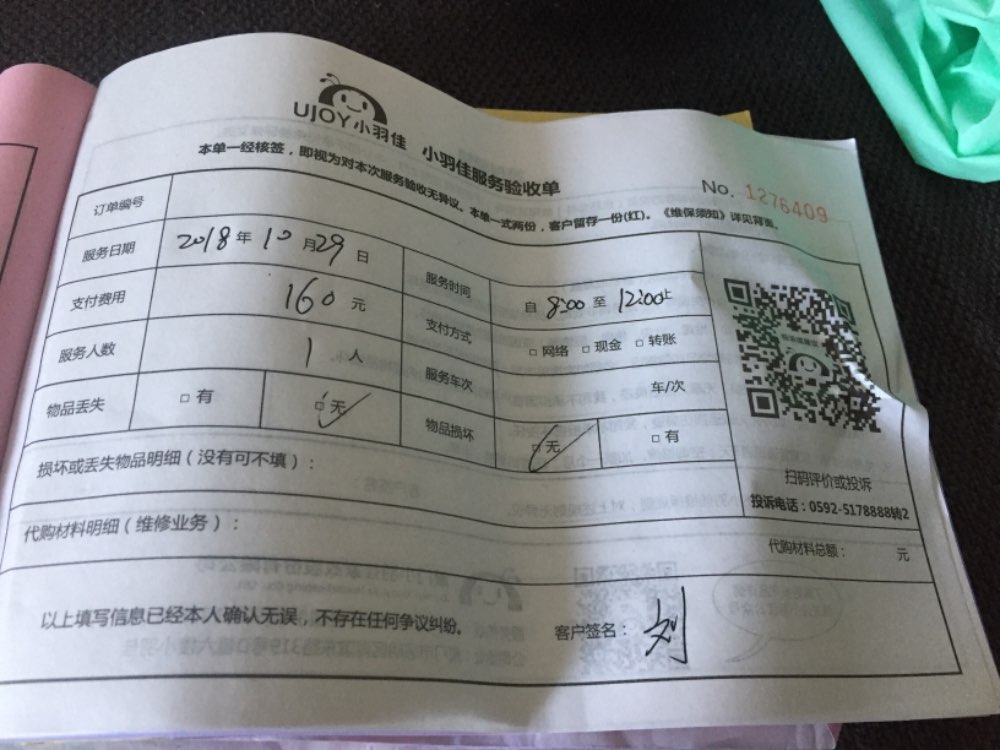 UJOY小羽佳 小羽佳服务验收单
本单一经核签，即视为对本次服务验收无异议、本单一式两份，客户留存一份(红)。《维保须知》详见背面。
No. 1276409
订单编号
服务日期 2018年10月29日 服务时间 自 8:00 至 12:00止
支付费用 160 元 支付方式 □网络 □现金 □转账
服务人数 1 人 服务车次 车/次
物品丢失 □有 □无 物品损坏 □无 □有
扫码评价或投诉
投诉电话：0592-5178888转2
损坏或丢失物品明细（没有可不填）：
代购材料明细（维修业务）： 代购材料总额： 元
以上填写信息已经本人确认无误，不存在任何争议纠纷。 客户签名：刘